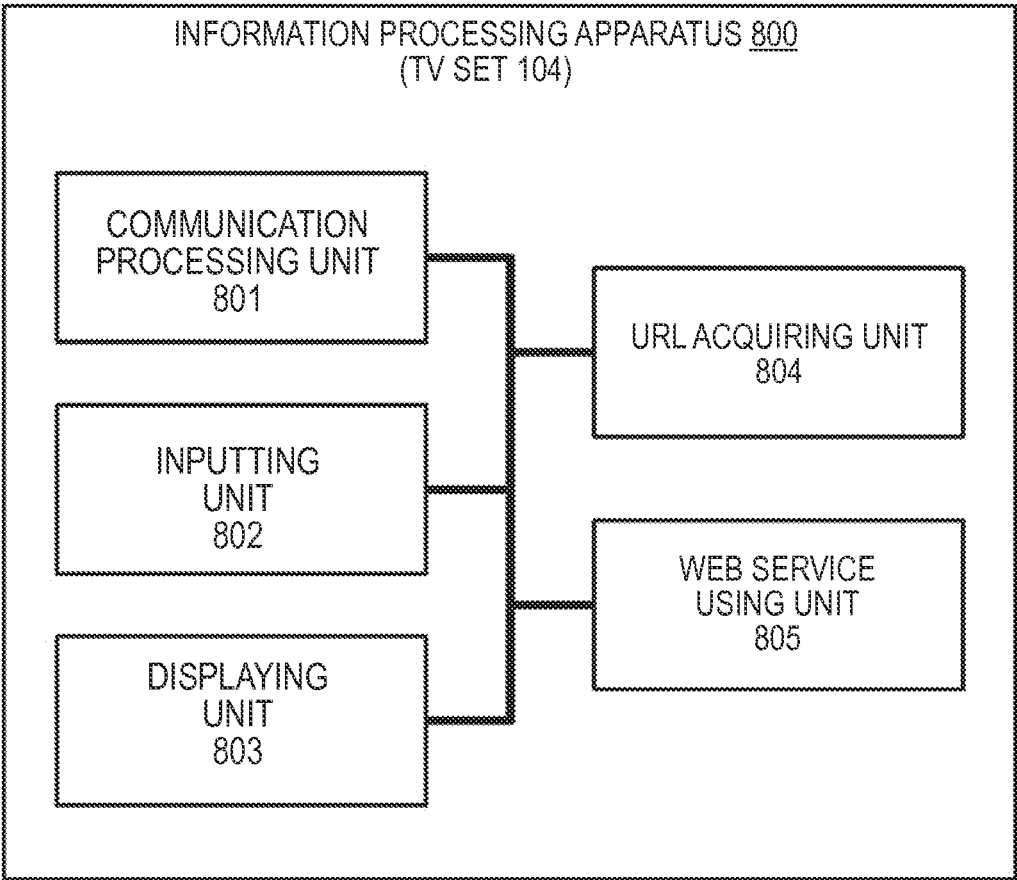 INFORMATION PROCESSING APPARATUS 800
(TV SET 104)
COMMUNICATION
PROCESSING UNIT
801
INPUTTING
UNIT
802
DISPLAYING
UNIT
803
URL ACQUIRING UNIT
804
WEB SERVICE
USING UNIT
805